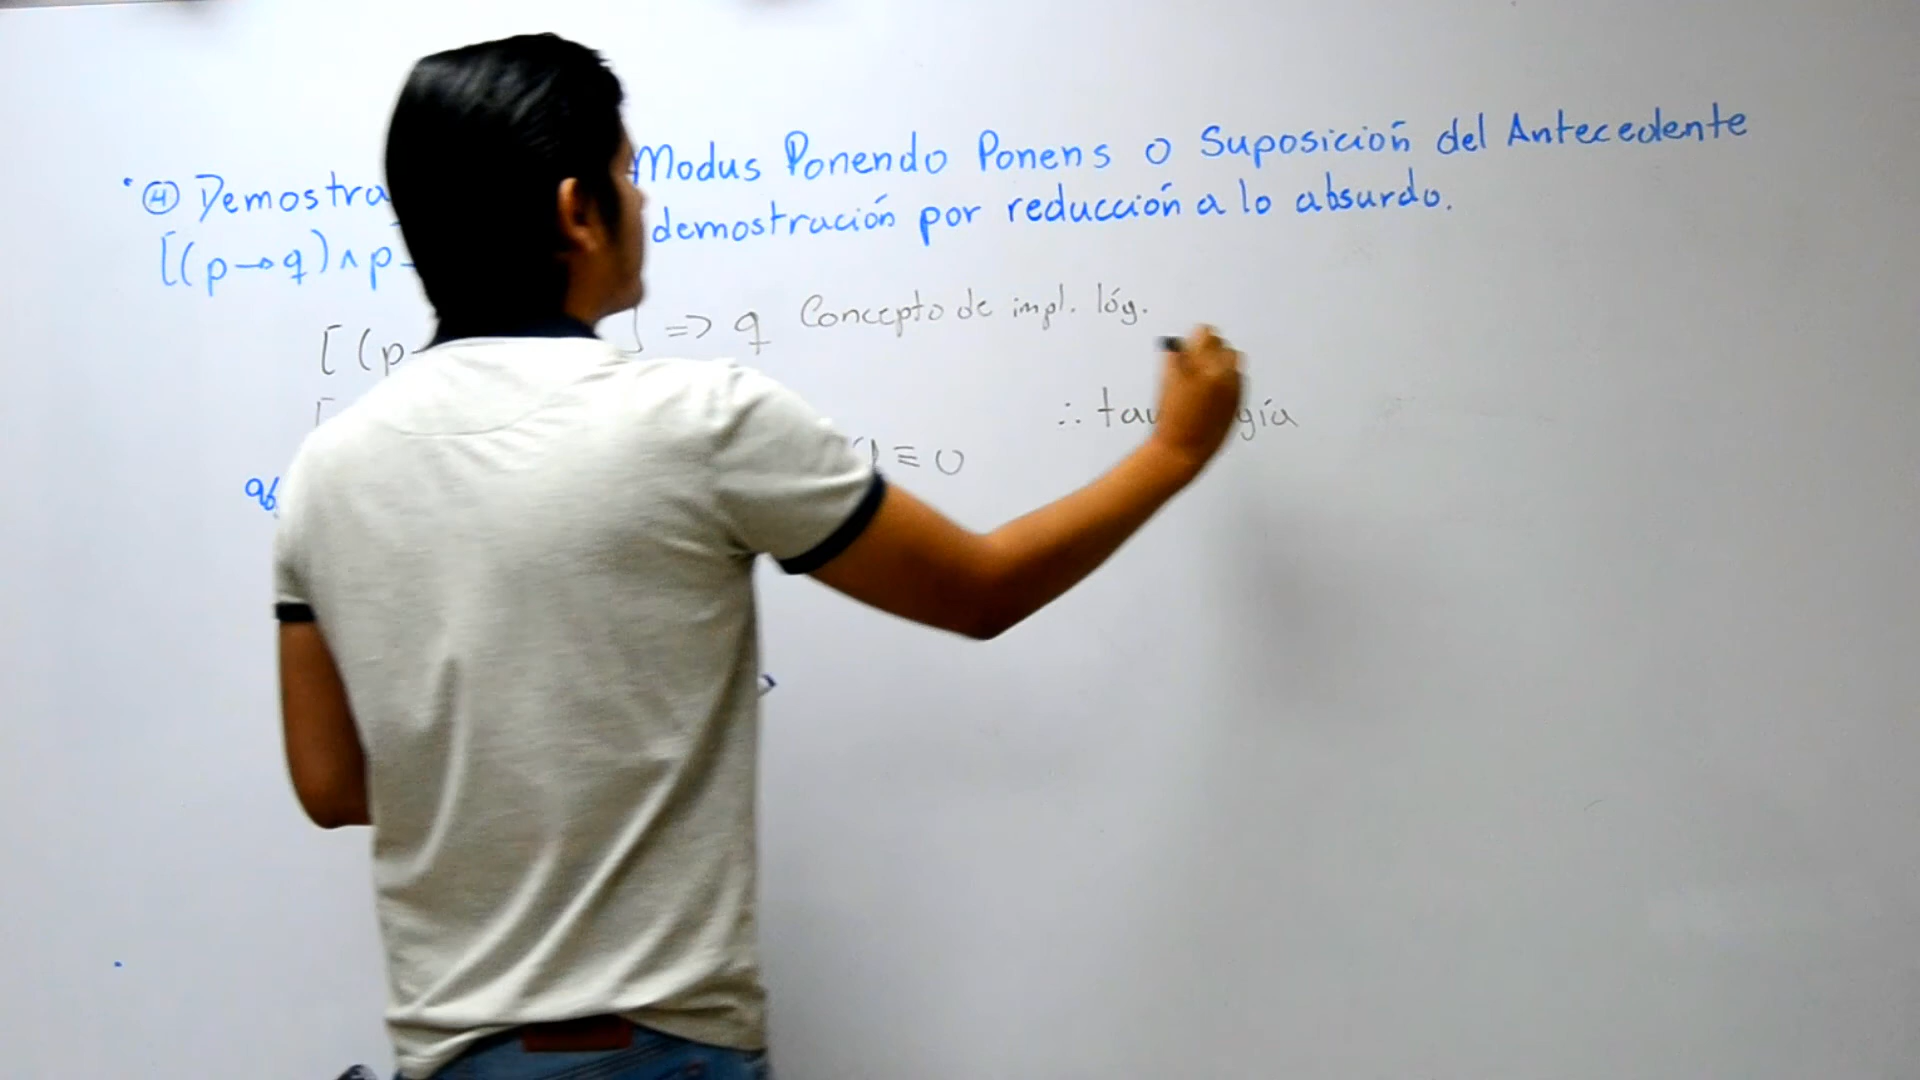 ④ Demostra Modus Ponendo Ponens o Suposición del Antecedente
[(p→q)∧p demostración por reducción a lo absurdo.
[(p ] => q Concepto de impl. lóg.
[ ∴ tau gía
≡ 0